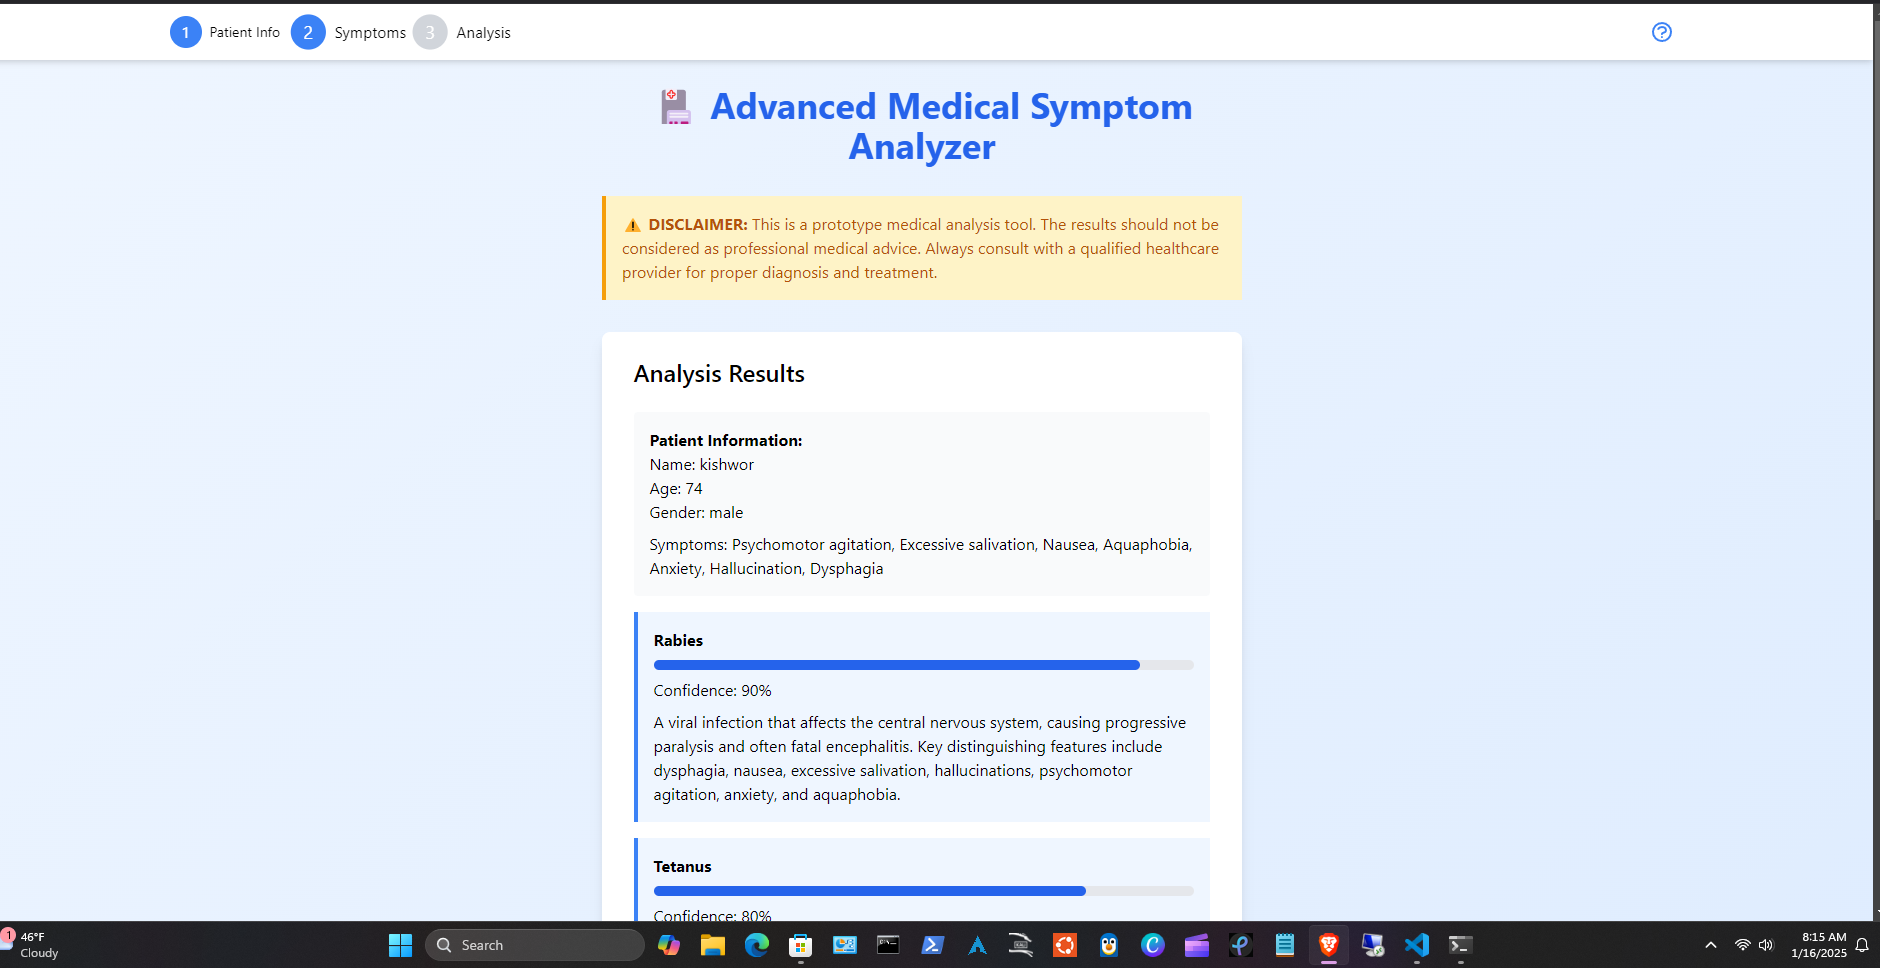 1 Patient Info 2 Symptoms 3 Analysis
Advanced Medical Symptom
Analyzer
DISCLAIMER: This is a prototype medical analysis tool. The results should not be
considered as professional medical advice. Always consult with a qualified healthcare
provider for proper diagnosis and treatment.
Analysis Results
Patient Information:
Name: kishwor
Age: 74
Gender: male
Symptoms: Psychomotor agitation, Excessive salivation, Nausea, Aquaphobia,
Anxiety, Hallucination, Dysphagia
Rabies
Confidence: 90%
A viral infection that affects the central nervous system, causing progressive
paralysis and often fatal encephalitis. Key distinguishing features include
dysphagia, nausea, excessive salivation, hallucinations, psychomotor
agitation, anxiety, and aquaphobia.
Tetanus
Confidence: 80%
1
46°F
Cloudy
Search
8:15 AM
1/16/2025